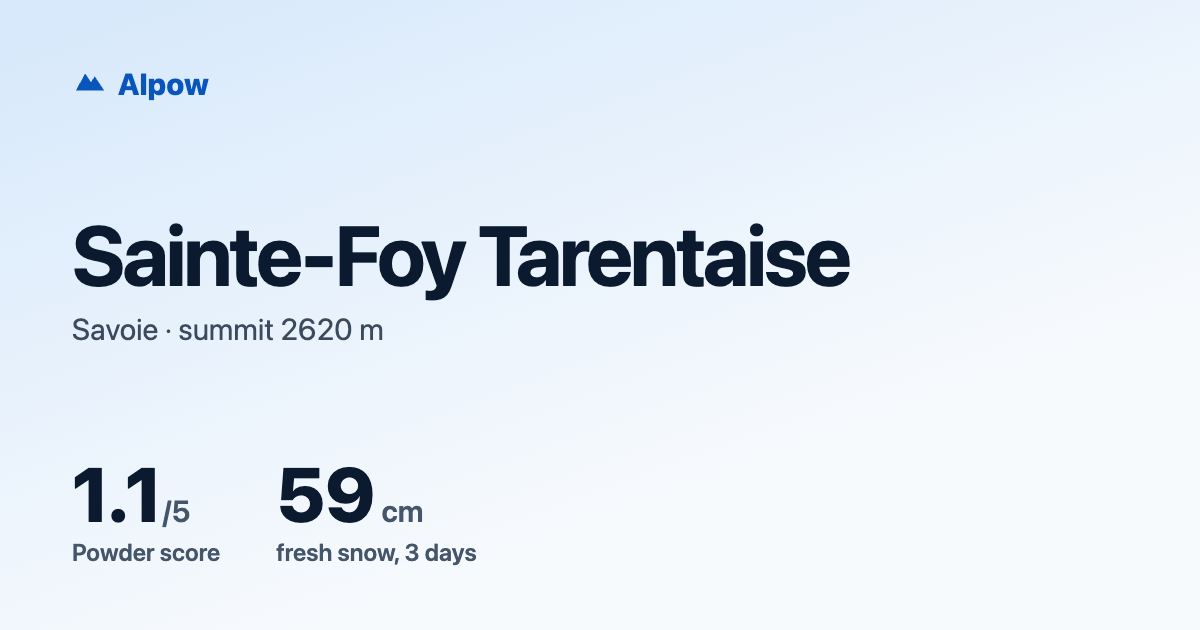 Alpow
Sainte-Foy Tarentaise
Savoie · summit 2620 m
1.1/5
Powder score
59 cm
fresh snow, 3 days